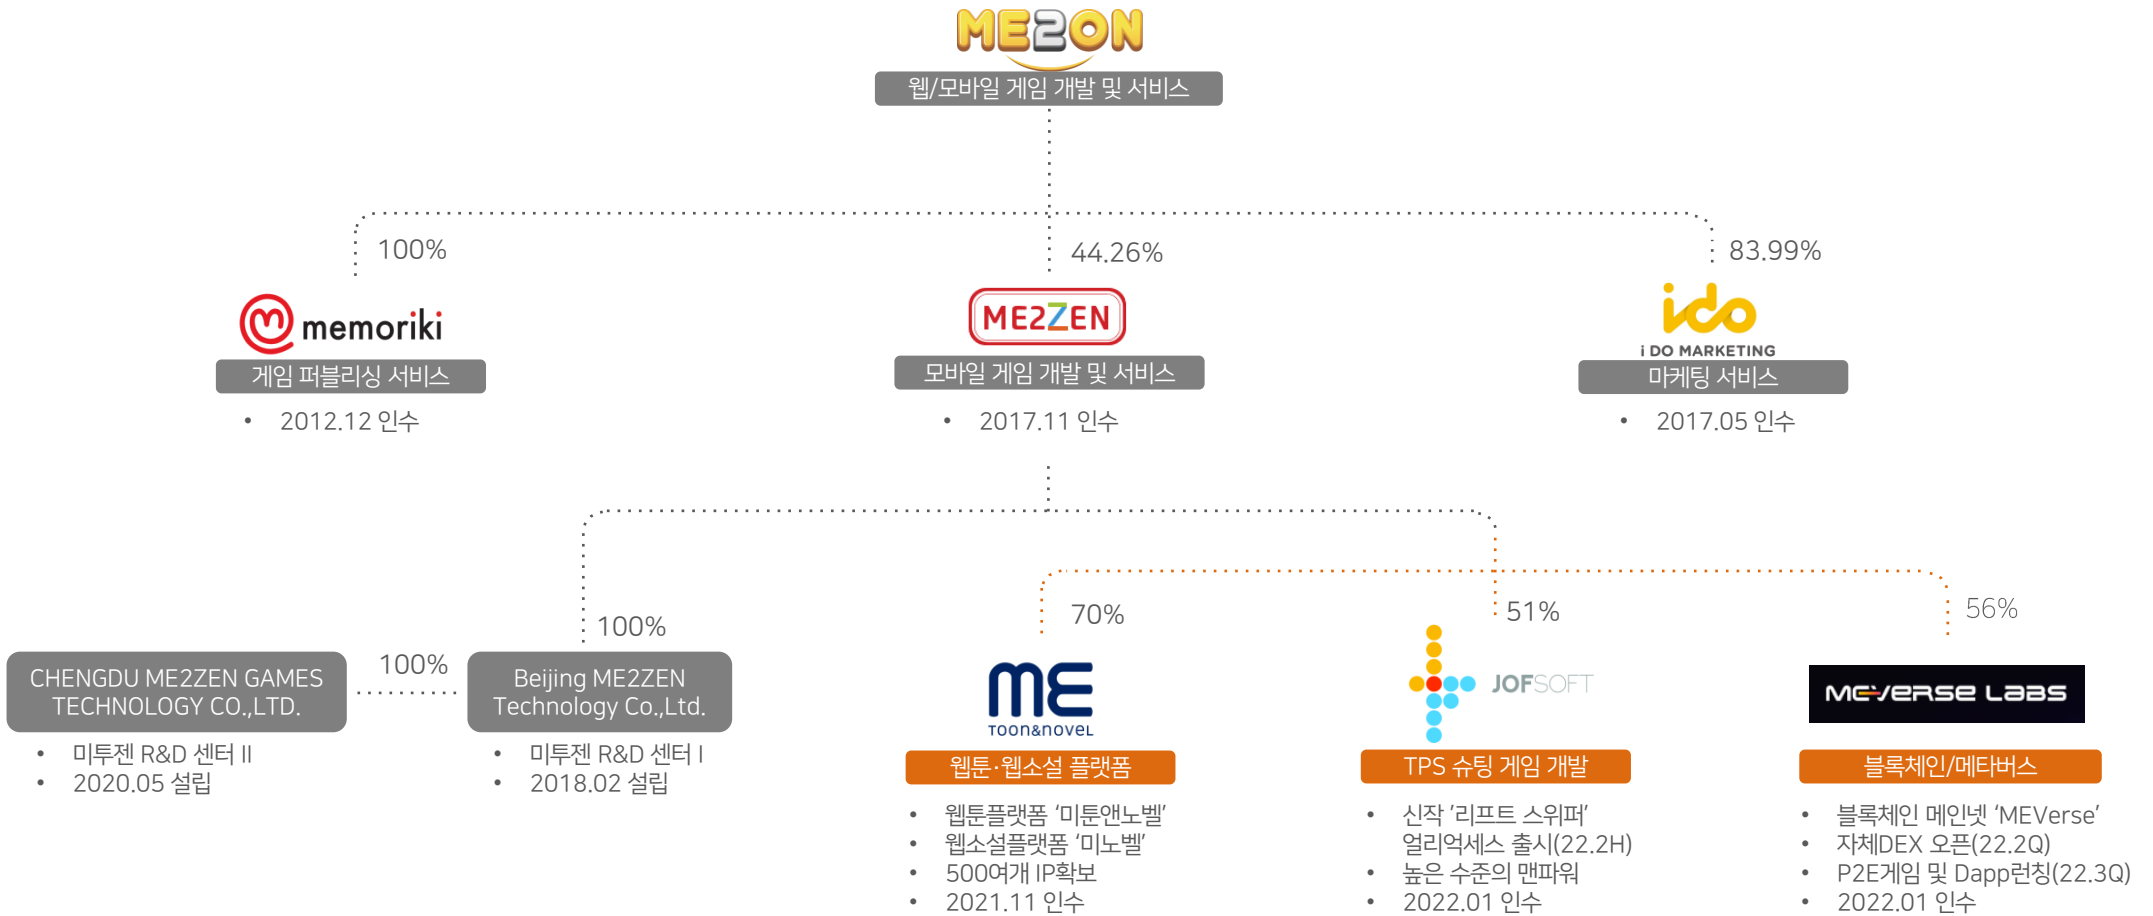 ME2ON
웹/모바일 게임 개발 및 서비스
100%
44.26%
83.99%
memoriki
게임 퍼블리싱 서비스
• 2012.12 인수
ME2ZEN
모바일 게임 개발 및 서비스
• 2017.11 인수
ido
i DO MARKETING
마케팅 서비스
• 2017.05 인수
100%
100%
70%
51%
56%
CHENGDU ME2ZEN GAMES
TECHNOLOGY CO.,LTD.
• 미투젠 R&D 센터 II
• 2020.05 설립
Beijing ME2ZEN
Technology Co.,Ltd.
• 미투젠 R&D 센터 I
• 2018.02 설립
ME
TOON&NOVEL
웹툰·웹소설 플랫폼
• 웹툰플랫폼 ‘미툰앤노벨’
• 웹소설플랫폼 ‘미노벨’
• 500여개 IP확보
• 2021.11 인수
JOFSOFT
TPS 슈팅 게임 개발
• 신작 ’리프트 스위퍼’
얼리억세스 출시(22.2H)
• 높은 수준의 맨파워
• 2022.01 인수
MEVERSE LABS
블록체인/메타버스
• 블록체인 메인넷 ‘MEVerse’
• 자체DEX 오픈(22.2Q)
• P2E게임 및 Dapp런칭(22.3Q)
• 2022.01 인수